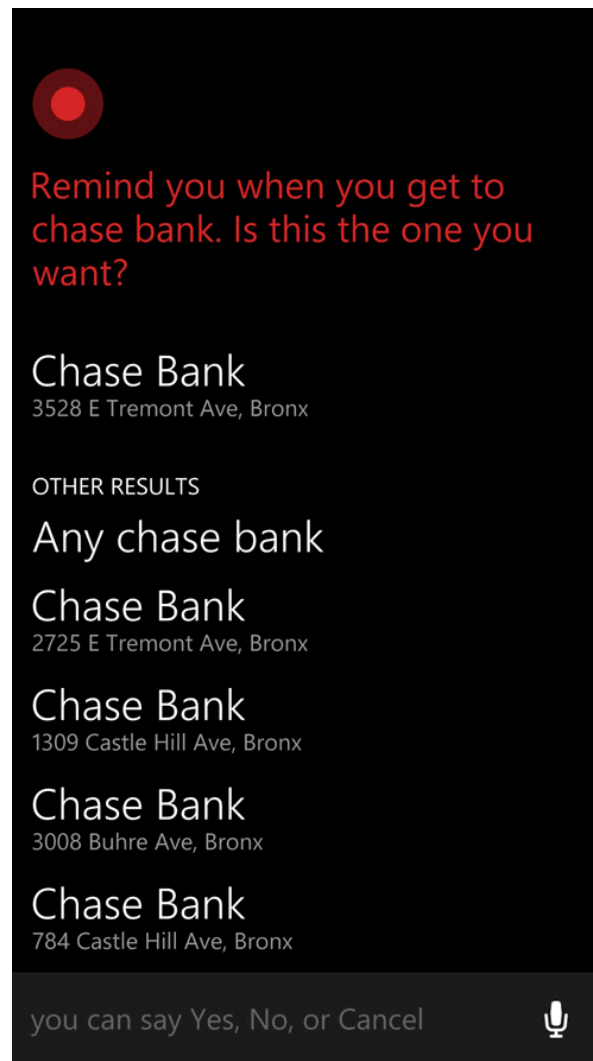 Remind you when you get to
chase bank. Is this the one you
want?
Chase Bank
3528 E Tremont Ave, Bronx
OTHER RESULTS
Any chase bank
Chase Bank
2725 E Tremont Ave, Bronx
Chase Bank
1309 Castle Hill Ave, Bronx
Chase Bank
3008 Buhre Ave, Bronx
Chase Bank
784 Castle Hill Ave, Bronx
you can say Yes, No, or Cancel